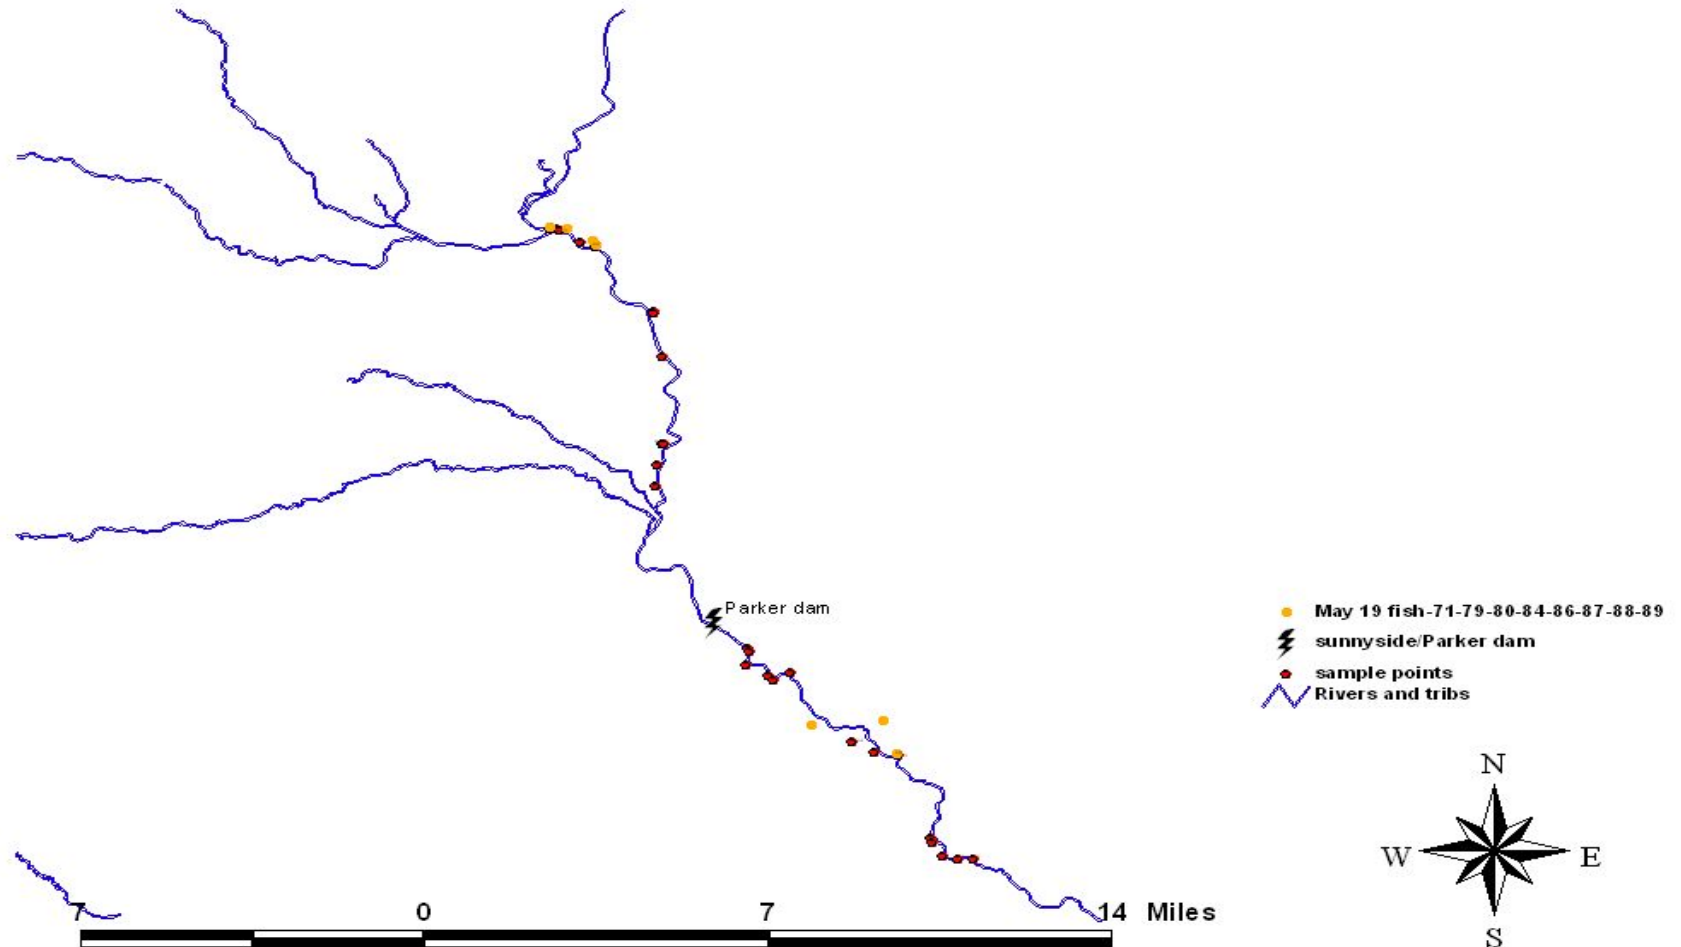 Parker dam
May 19 fish-71-79-80-84-86-87-88-89
sunnyside/Parker dam
sample points
Rivers and tribs
N
W E
S
7 0 7 14 Miles